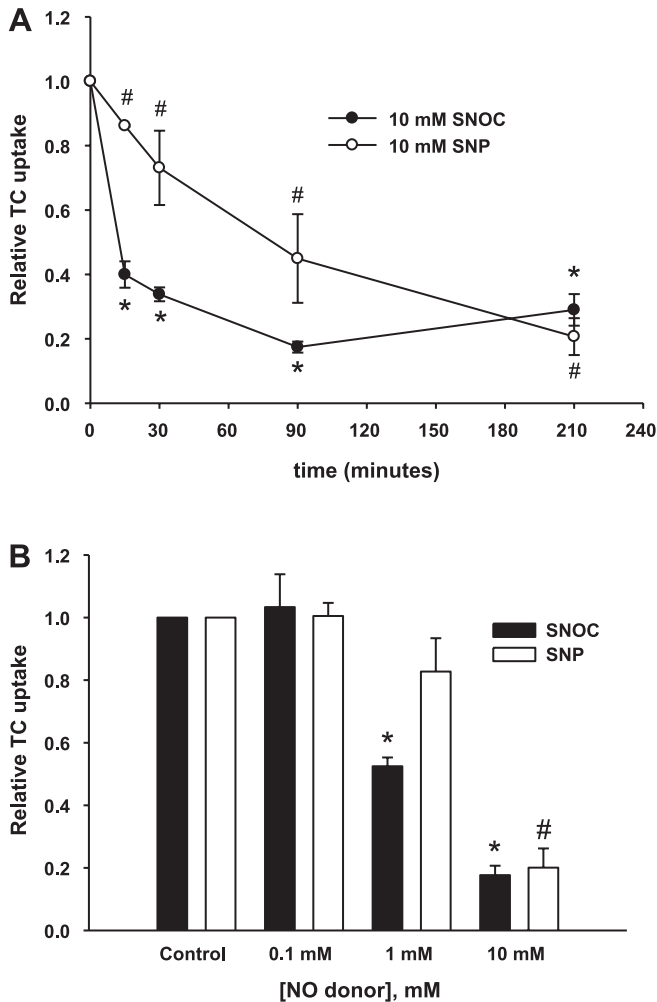 A
1.2
1.0
0.8
0.6
0.4
0.2
0.0
Relative TC uptake
# # # #
* * * *
10 mM SNOC
10 mM SNP
0 30 60 90 120 150 180 210 240
time (minutes)
B
1.2
1.0
0.8
0.6
0.4
0.2
0.0
Relative TC uptake
SNOC
SNP
*
* #
Control 0.1 mM 1 mM 10 mM
[NO donor], mM